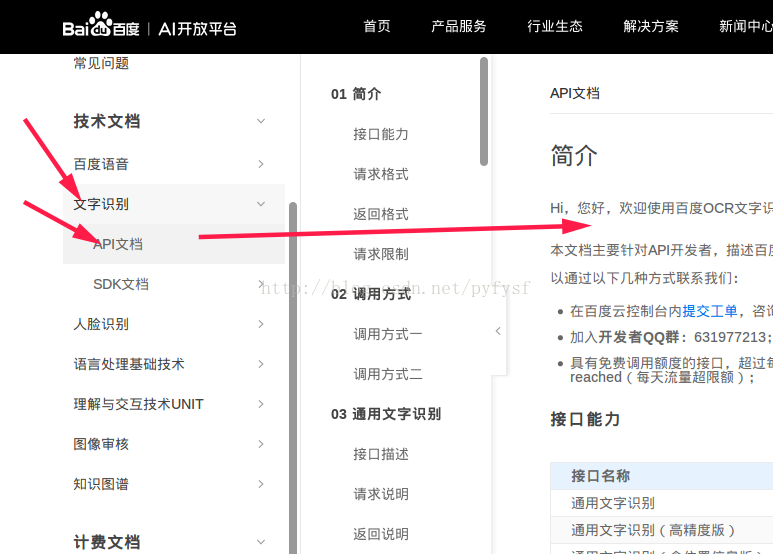 Baidu百度 | AI开放平台
首页
产品服务
行业生态
解决方案
新闻中心
常见问题
技术文档
百度语音
文字识别
API文档
SDK文档
人脸识别
语言处理基础技术
理解与交互技术UNIT
图像审核
知识图谱
计费文档
01 简介
接口能力
请求格式
返回格式
请求限制
02 调用方式
调用方式一
调用方式二
03 通用文字识别
接口描述
请求说明
返回说明
API文档
简介
Hi，您好，欢迎使用百度OCR文字识
本文档主要针对API开发者，描述百度
以通过以下几种方式联系我们：
在百度云控制台内提交工单，咨询
加入开发者QQ群：631977213；
具有免费调用额度的接口，超过每
reached（每天流量超限额）；
接口能力
接口名称
通用文字识别
通用文字识别（高精度版）
http://blog.csdn.net/pyfysf